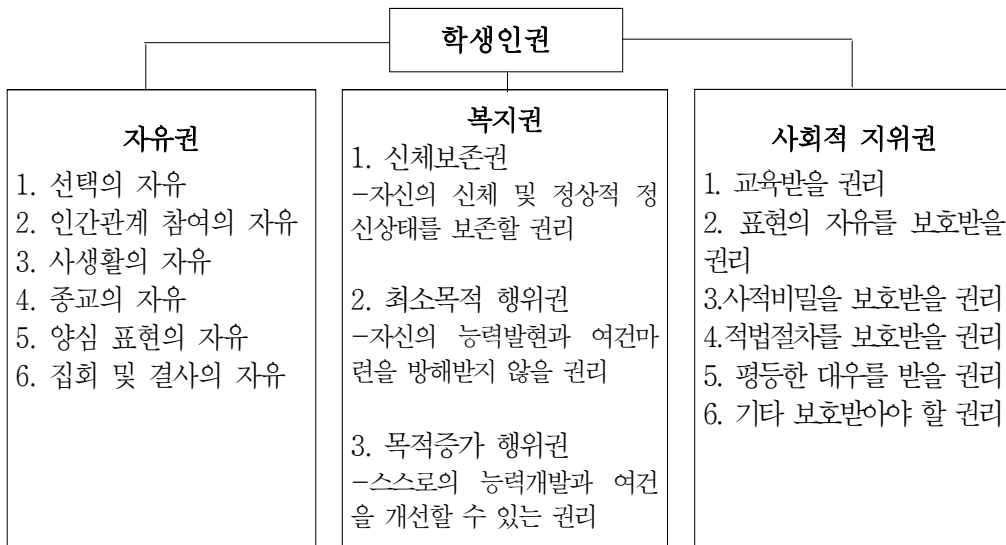 학생인권
자유권
1. 선택의 자유
2. 인간관계 참여의 자유
3. 사생활의 자유
4. 종교의 자유
5. 양심 표현의 자유
6. 집회 및 결사의 자유
복지권
1. 신체보존권
-자신의 신체 및 정상적 정
신상태를 보존할 권리
2. 최소목적 행위권
-자신의 능력발현과 여건마
련을 방해받지 않을 권리
3. 목적증가 행위권
-스스로의 능력개발과 여건
을 개선할 수 있는 권리
사회적 지위권
1. 교육받을 권리
2. 표현의 자유를 보호받을
권리
3.사적비밀을 보호받을 권리
4.적법절차를 보호받을 권리
5. 평등한 대우를 받을 권리
6. 기타 보호받아야 할 권리